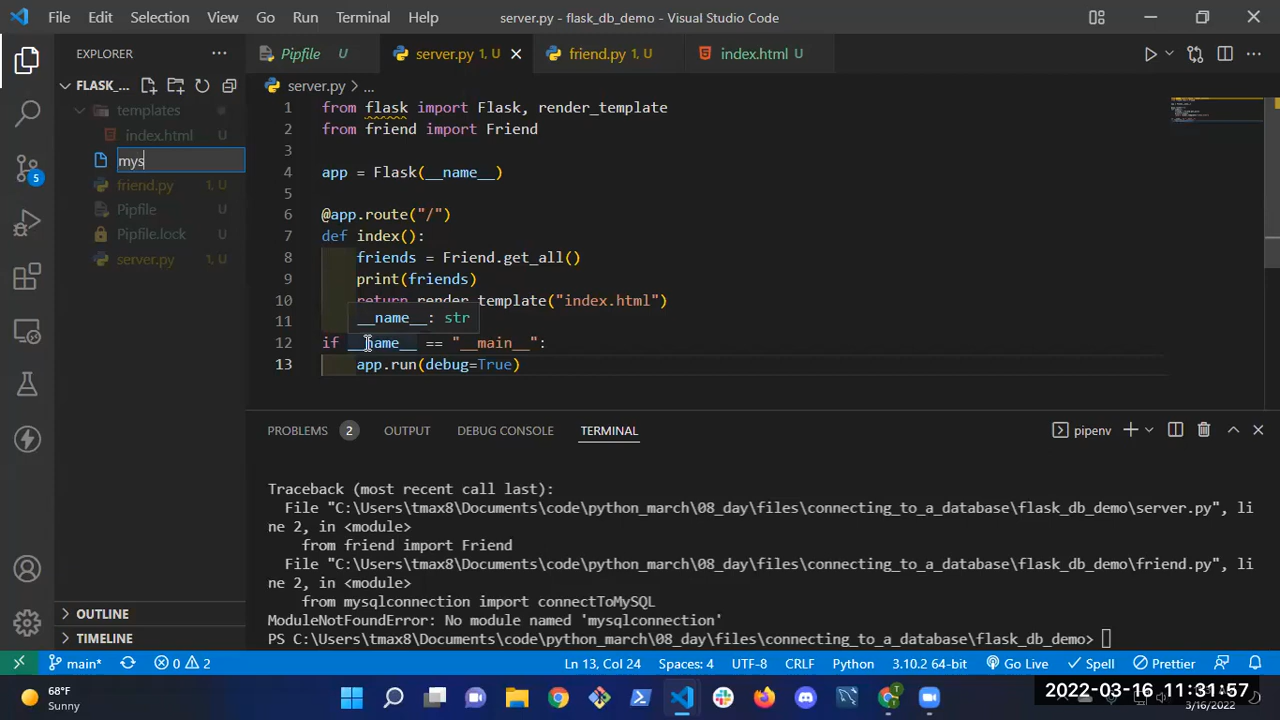 File Edit Selection View Go Run Terminal Help server.py - flask_db_demo - Visual Studio Code
EXPLORER
Pipfile U server.py 1, U friend.py 1, U index.html U
FLASK_...
server.py > ...
templates
index.html U
mys
friend.py 1, U
Pipfile U
Pipfile.lock U
server.py 1, U
5
1 from flask import Flask, render_template
2 from friend import Friend
3
4 app = Flask(__name__)
5
6 @app.route("/")
7 def index():
8 friends = Friend.get_all()
9 print(friends)
10 return render_template("index.html")
__name__: str
11
12 if __name__ == "__main__":
13 app.run(debug=True)
PROBLEMS 2 OUTPUT DEBUG CONSOLE TERMINAL pipenv
Traceback (most recent call last):
File "C:\Users\tmax8\Documents\code\python_march\08_day\files\connecting_to_a_database\flask_db_demo\server.py", li
ne 2, in <module>
from friend import Friend
File "C:\Users\tmax8\Documents\code\python_march\08_day\files\connecting_to_a_database\flask_db_demo\friend.py", li
ne 2, in <module>
from mysqlconnection import connectToMySQL
ModuleNotFoundError: No module named 'mysqlconnection'
PS C:\Users\tmax8\Documents\code\python_march\08_day\files\connecting_to_a_database\flask_db_demo>
OUTLINE
TIMELINE
main* 0 2 Ln 13, Col 24 Spaces: 4 UTF-8 CRLF Python 3.10.2 64-bit Go Live Spell Prettier
68°F
Sunny
2022-03-16 11:31:57
3/16/2022